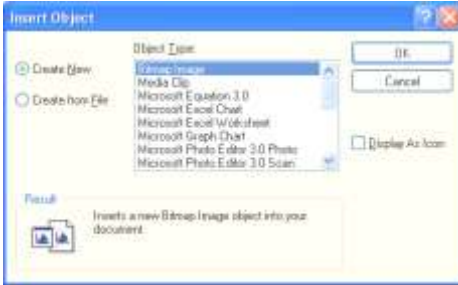 Insert Object
Object Type:
Create New
Create from File
Bitmap Image
Media Clip
Microsoft Equation 3.0
Microsoft Excel Chart
Microsoft Excel Worksheet
Microsoft Graph Chart
Microsoft Photo Editor 3.0 Photo
Microsoft Photo Editor 3.0 Scan
OK
Cancel
Display As Icon
Result
Inserts a new Bitmap Image object into your
document